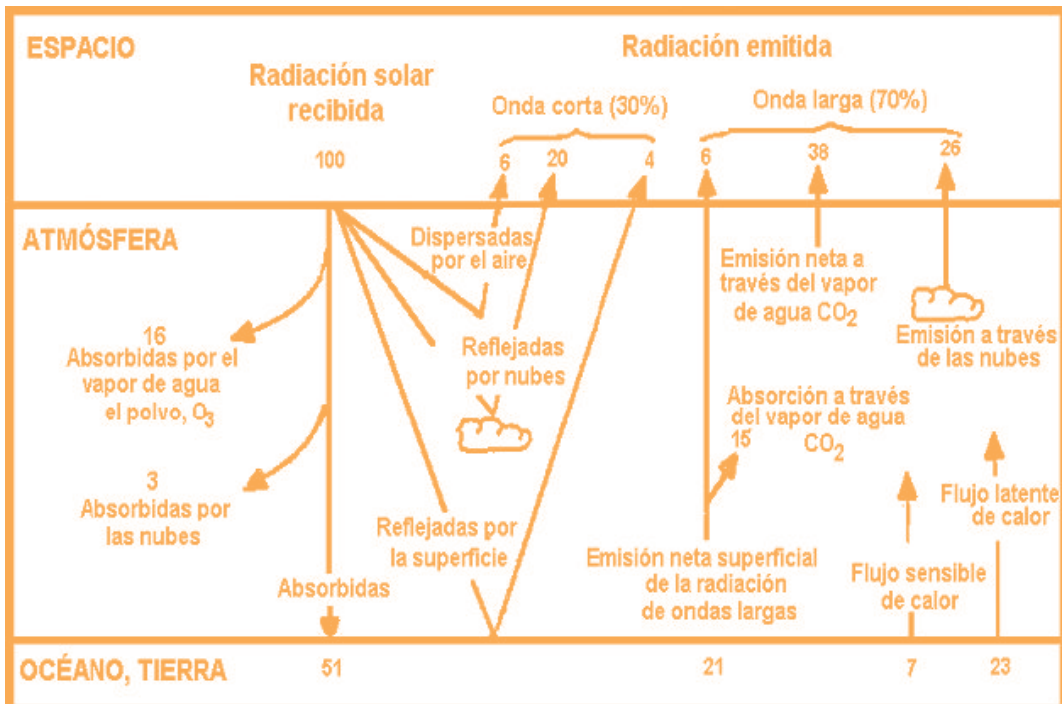 ESPACIO
Radiación solar
recibida
100
Radiación emitida
Onda corta (30%)
6
20
4
Onda larga (70%)
6
38
26
ATMÓSFERA
16
Absorbidas por el
vapor de agua
el polvo, O3
3
Absorbidas por
las nubes
Absorbidas
Dispersadas
por el aire
Reflejadas
por nubes
Reflejadas por
la superficie
Emisión neta a
través del vapor
de agua CO2
Emisión a través
de las nubes
Absorción a través
del vapor de agua
15
CO2
Emisión neta superficial
de la radiación
de ondas largas
Flujo sensible
de calor
Flujo latente
de calor
OCÉANO, TIERRA
51
21
7
23